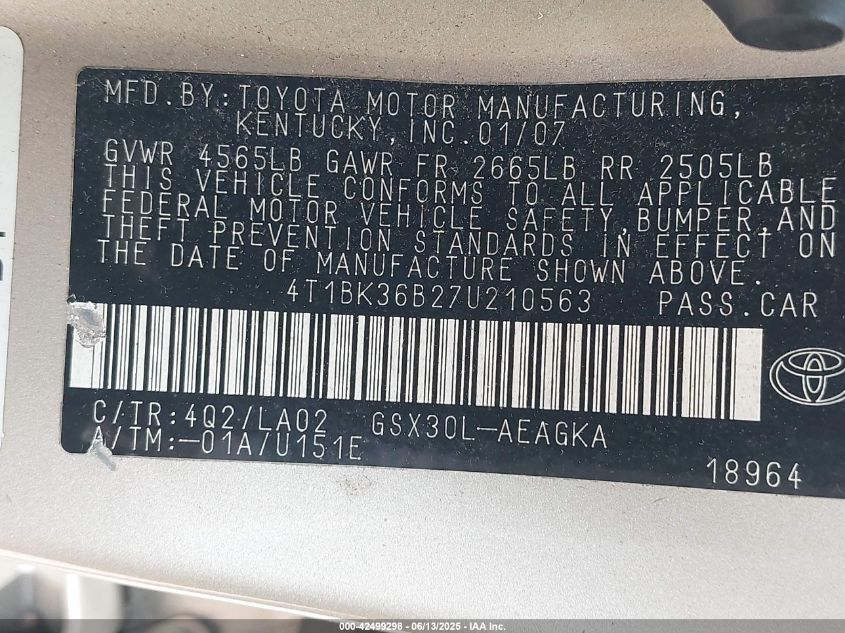 MFD.BY:TOYOTA MOTOR MANUFACTURING,
KENTUCKY,INC.01/07
GVWR 4565LB GAWR FR 2665LB RR 2505LB
THIS VEHICLE CONFORMS TO ALL APPLICABLE
FEDERAL MOTOR VEHICLE SAFETY,BUMPER,AND
THEFT PREVENTION STANDARDS IN EFFECT ON
THE DATE OF MANUFACTURE SHOWN ABOVE.
4T1BK36B27U210563 PASS.CAR
C/TR:4Q2/LA02 GSX30L-AEAGKA
A/TM:-01A/U151E
18964
000-42499298 - 06/13/2025 - IAA Inc.